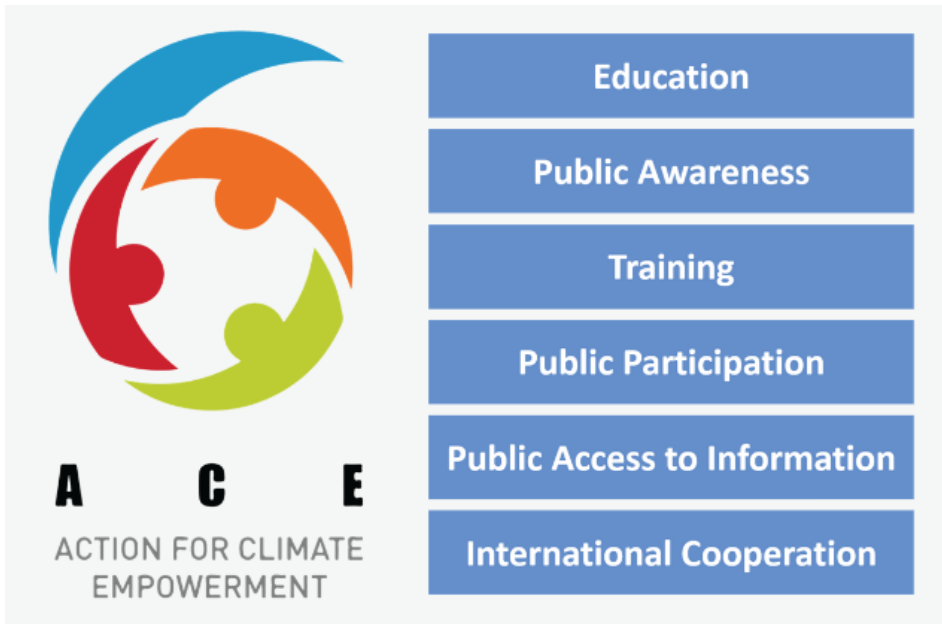 A C E
ACTION FOR CLIMATE
EMPOWERMENT
Education
Public Awareness
Training
Public Participation
Public Access to Information
International Cooperation